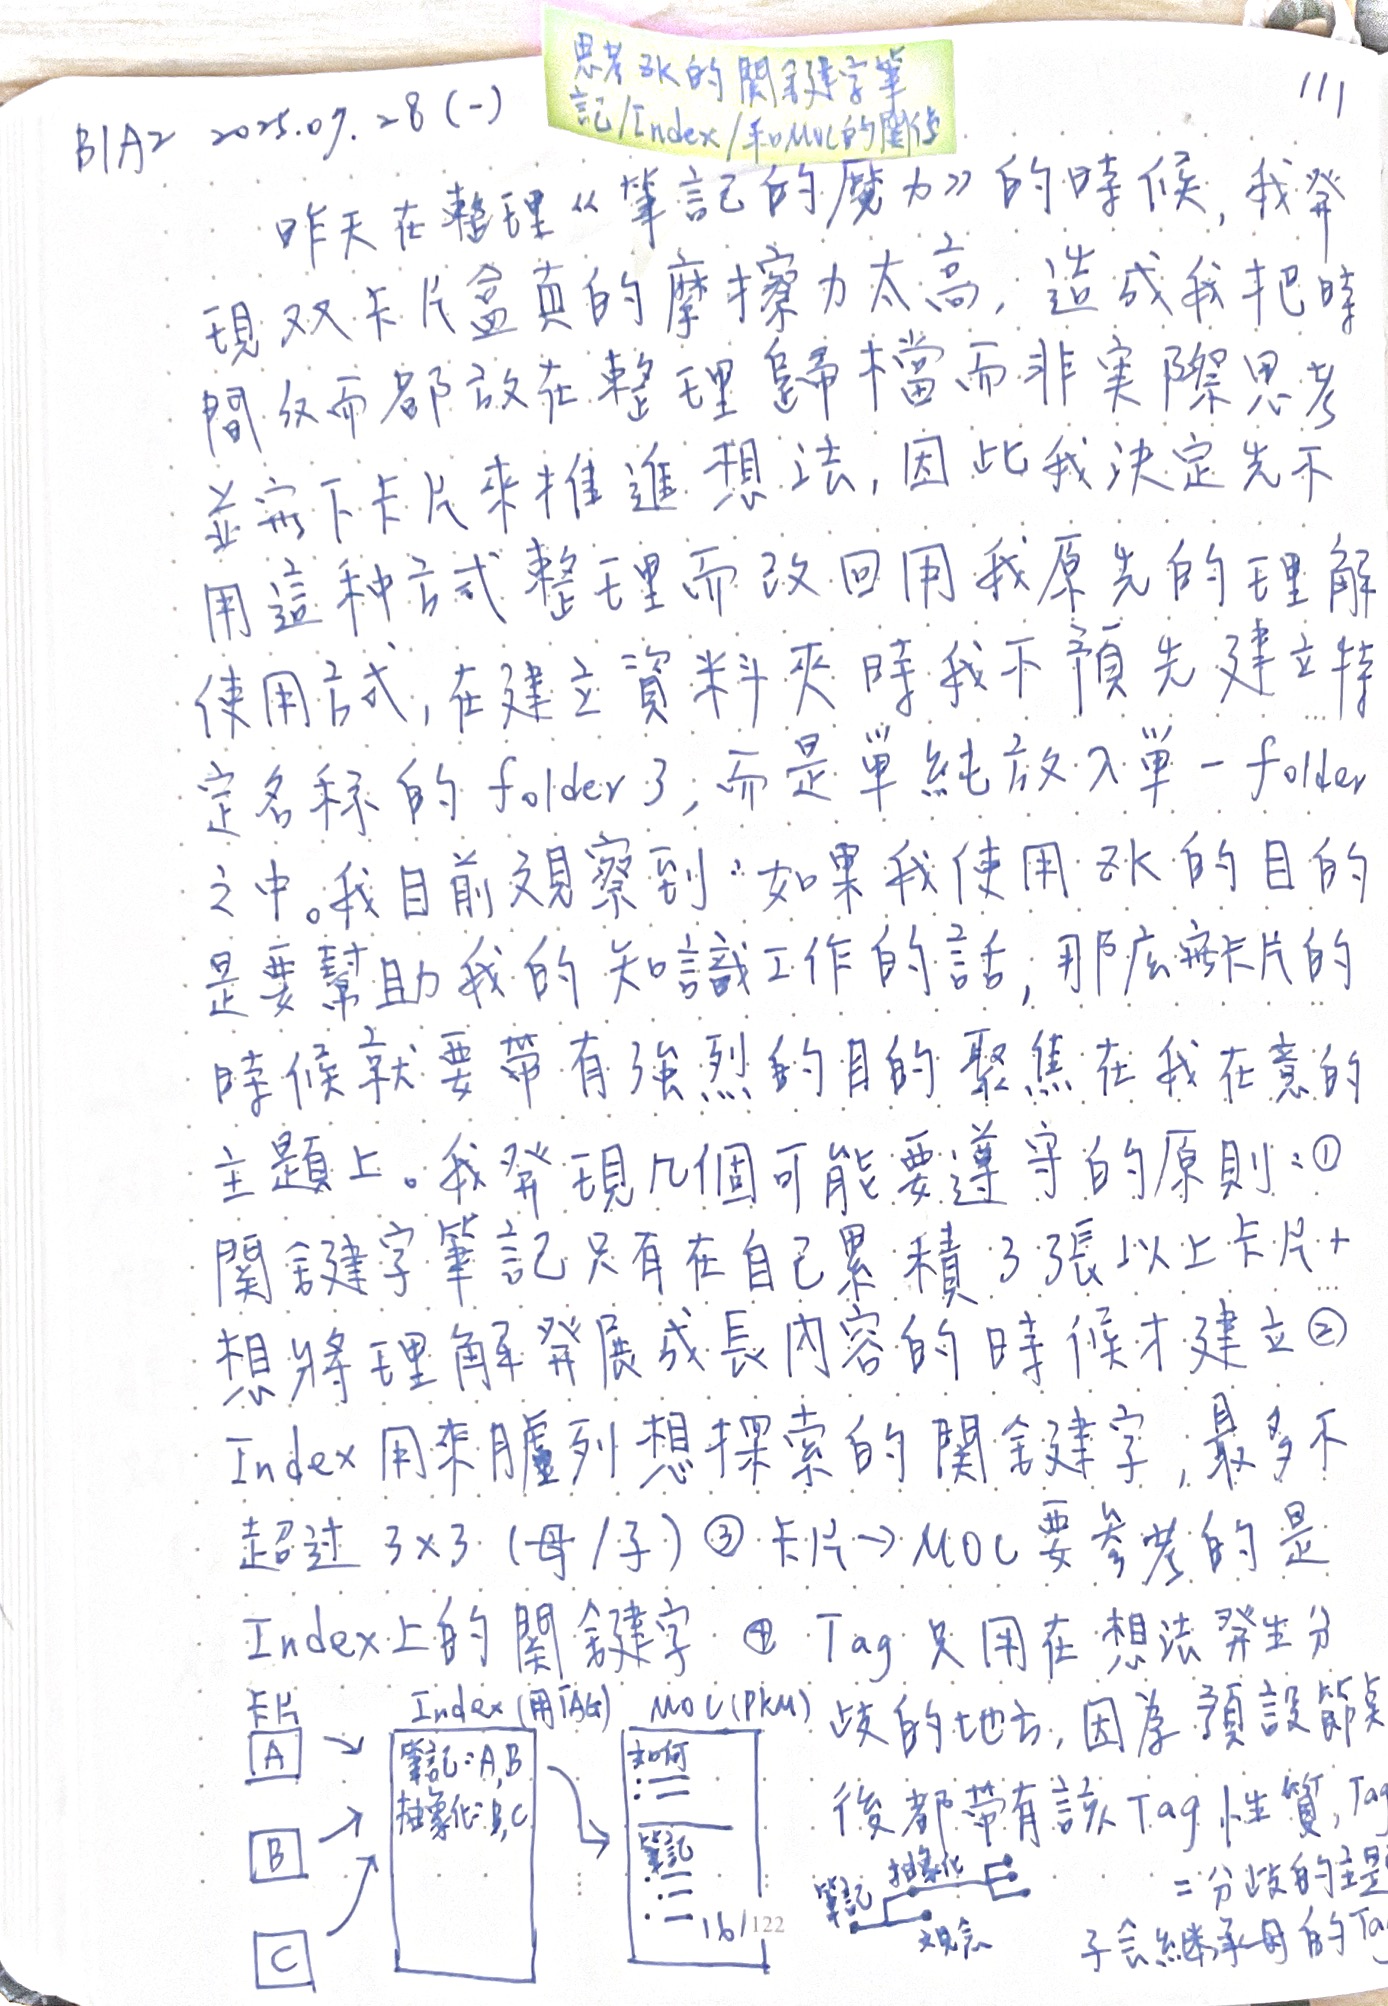 思考ZK的關鍵字筆
記/Index/和MOC的關係
111
B1A2 2025.07.28(一)
昨天在整理《筆記的魔力》的時候,我發
現双卡片盒真的摩擦力太高,造成我把時
間反而都放在整理歸檔而非実際思考
並寫下卡片來推進想法,因此我決定先不
用這种方式整理而改回用我原先的理解
使用方式,在建立資料夾時我不預先建立特
定名稱的folder了,而是單純放入單一folder
之中。我目前观察到:如果我使用ZK的目的
是要幫助我的知識工作的話,那広寫卡片的
時候就要帶有強烈的目的聚焦在我在意的
主題上。我發現几個可能要遵守的原則:①
關鍵字筆記只有在自己累積了3張以上卡片+
想將理解發展成長內容的時候才建立②
Index用來臚列想探索的關鍵字,最多不
超过3x3(母/子)③卡片→MOC要參考的是
Index上的關鍵字 ④ Tag只用在想法發生分
歧的地方,因為預設節點
後都帶有該Tag性質,Tag
=分歧的主題
子会繼承母的Tag
卡片
A
B
C
Index(用TAG)
筆記:A,B
抽象化:B,C
MOC(PKM)
如何
筆記
16/122
筆記
抽象化
观念